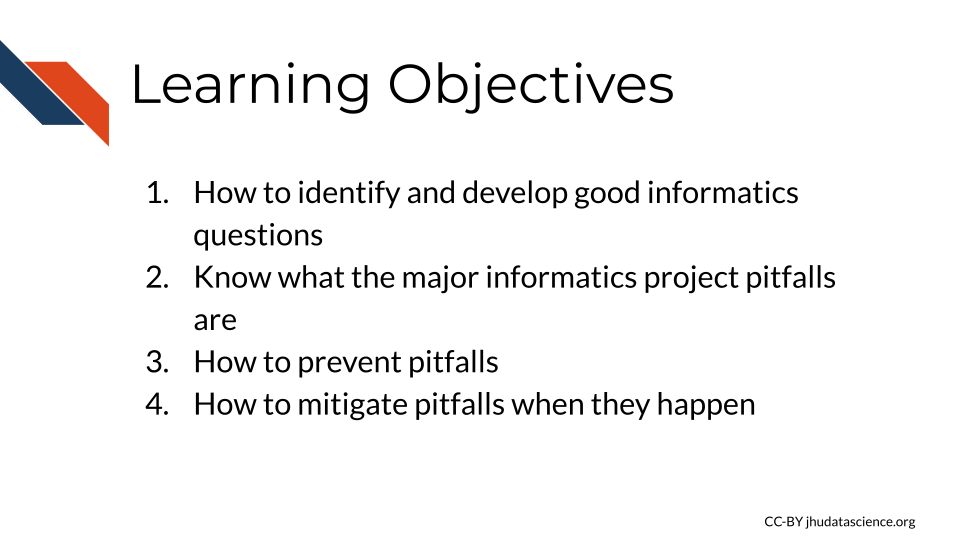 Learning Objectives
1. How to identify and develop good informatics
questions
2. Know what the major informatics project pitfalls
are
3. How to prevent pitfalls
4. How to mitigate pitfalls when they happen
CC-BY jhudatascience.org